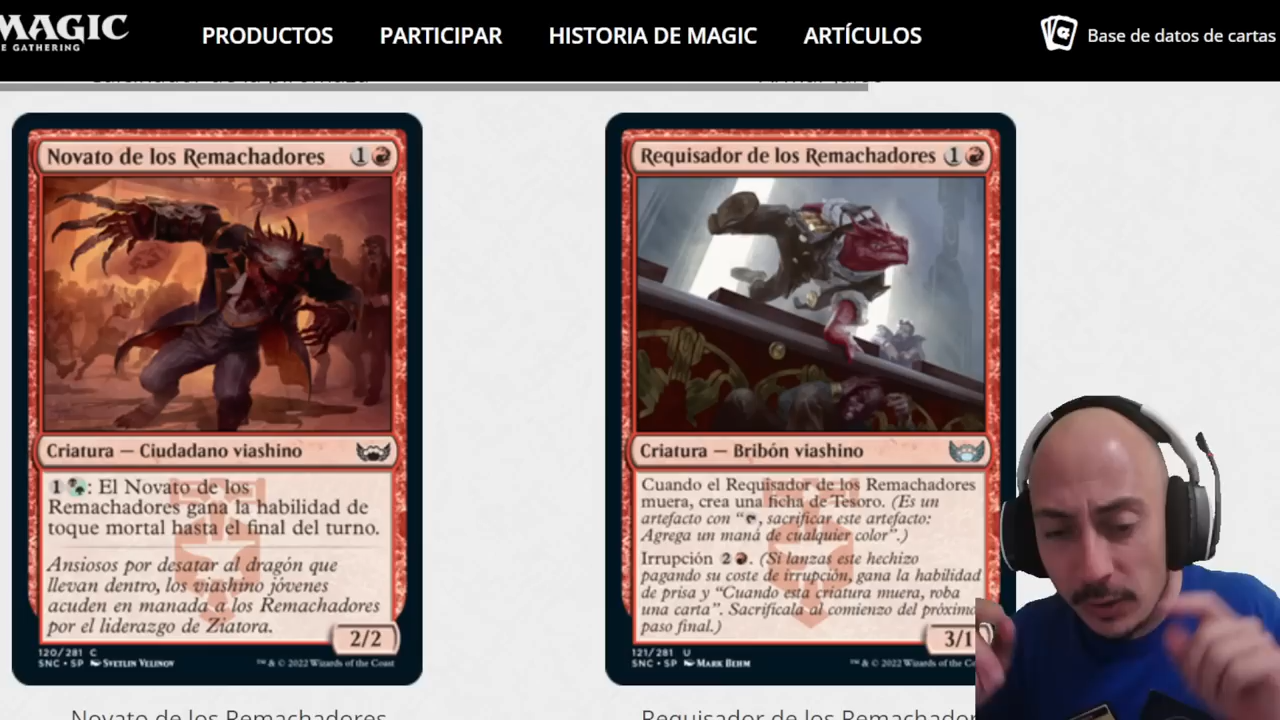 MAGIC
THE GATHERING
PRODUCTOS
PARTICIPAR
HISTORIA DE MAGIC
ARTÍCULOS
Base de datos de cartas
Novato de los Remachadores 1
Criatura — Ciudadano viashino
1 : El Novato de los
Remachadores gana la habilidad de
toque mortal hasta el final del turno.
Ansiosos por desatar al dragón que
llevan dentro, los viashino jóvenes
acuden en manada a los Remachadores
por el liderazgo de Ziatora.
2/2
120/281 C
SNC • SP Svetlin Velinov
™ & © 2022 Wizards of the Coast
Novato de los Remachadores
Requisador de los Remachadores 1
Criatura — Bribón viashino
Cuando el Requisador de los Remachadores
muera, crea una ficha de Tesoro. (Es un
artefacto con “ , sacrificar este artefacto:
Agrega un maná de cualquier color”.)
Irrupción 2 . (Si lanzas este hechizo
pagando su coste de irrupción, gana la habilidad
de prisa y “Cuando esta criatura muera, roba
una carta”. Sacrifícala al comienzo del próximo
paso final.)
3/1
121/281 U
SNC • SP Mark Behm
™ & © 2022 Wizards of the Co
Requisador de los Remachador